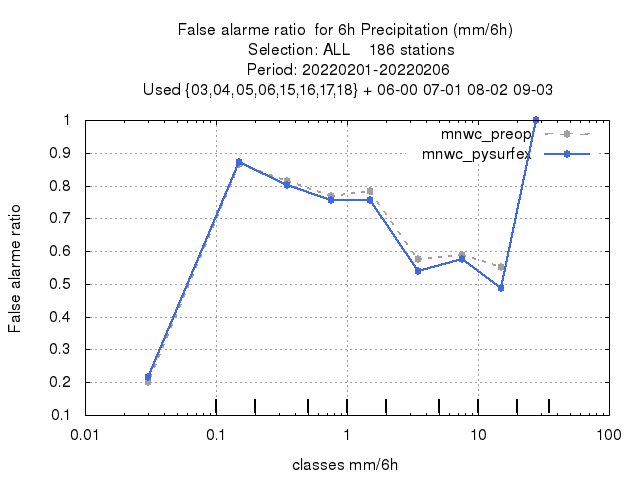 False alarme ratio  for 6h Precipitation (mm/6h)
Selection: ALL    186 stations
Period: 20220201-20220206
Used {03,04,05,06,15,16,17,18} + 06-00 07-01 08-02 09-03
1
mnwc_preop
mnwc_pysurfex
0.9
0.8
0.7
0.6
0.5
0.4
0.3
0.2
0.1
False alarme ratio
0.01
0.1
1
10
100
classes mm/6h